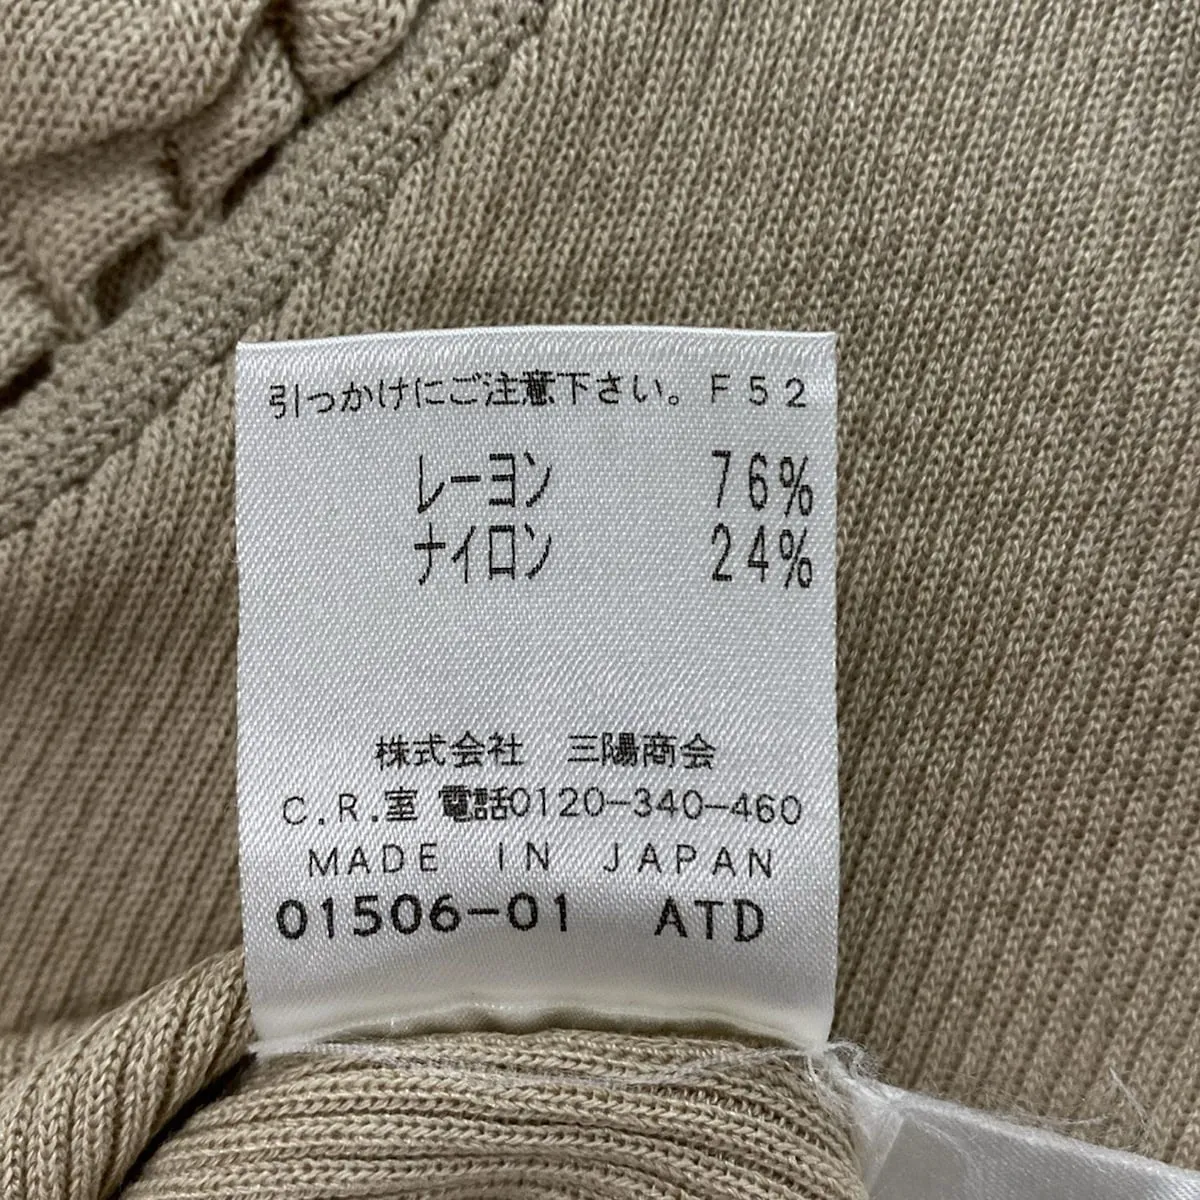 引っかけにご注意下さい。F52
レーヨン 76%
ナイロン 24%
株式会社 三陽商会
C.R.室 電話0120-340-460
MADE IN JAPAN
01506-01 ATD